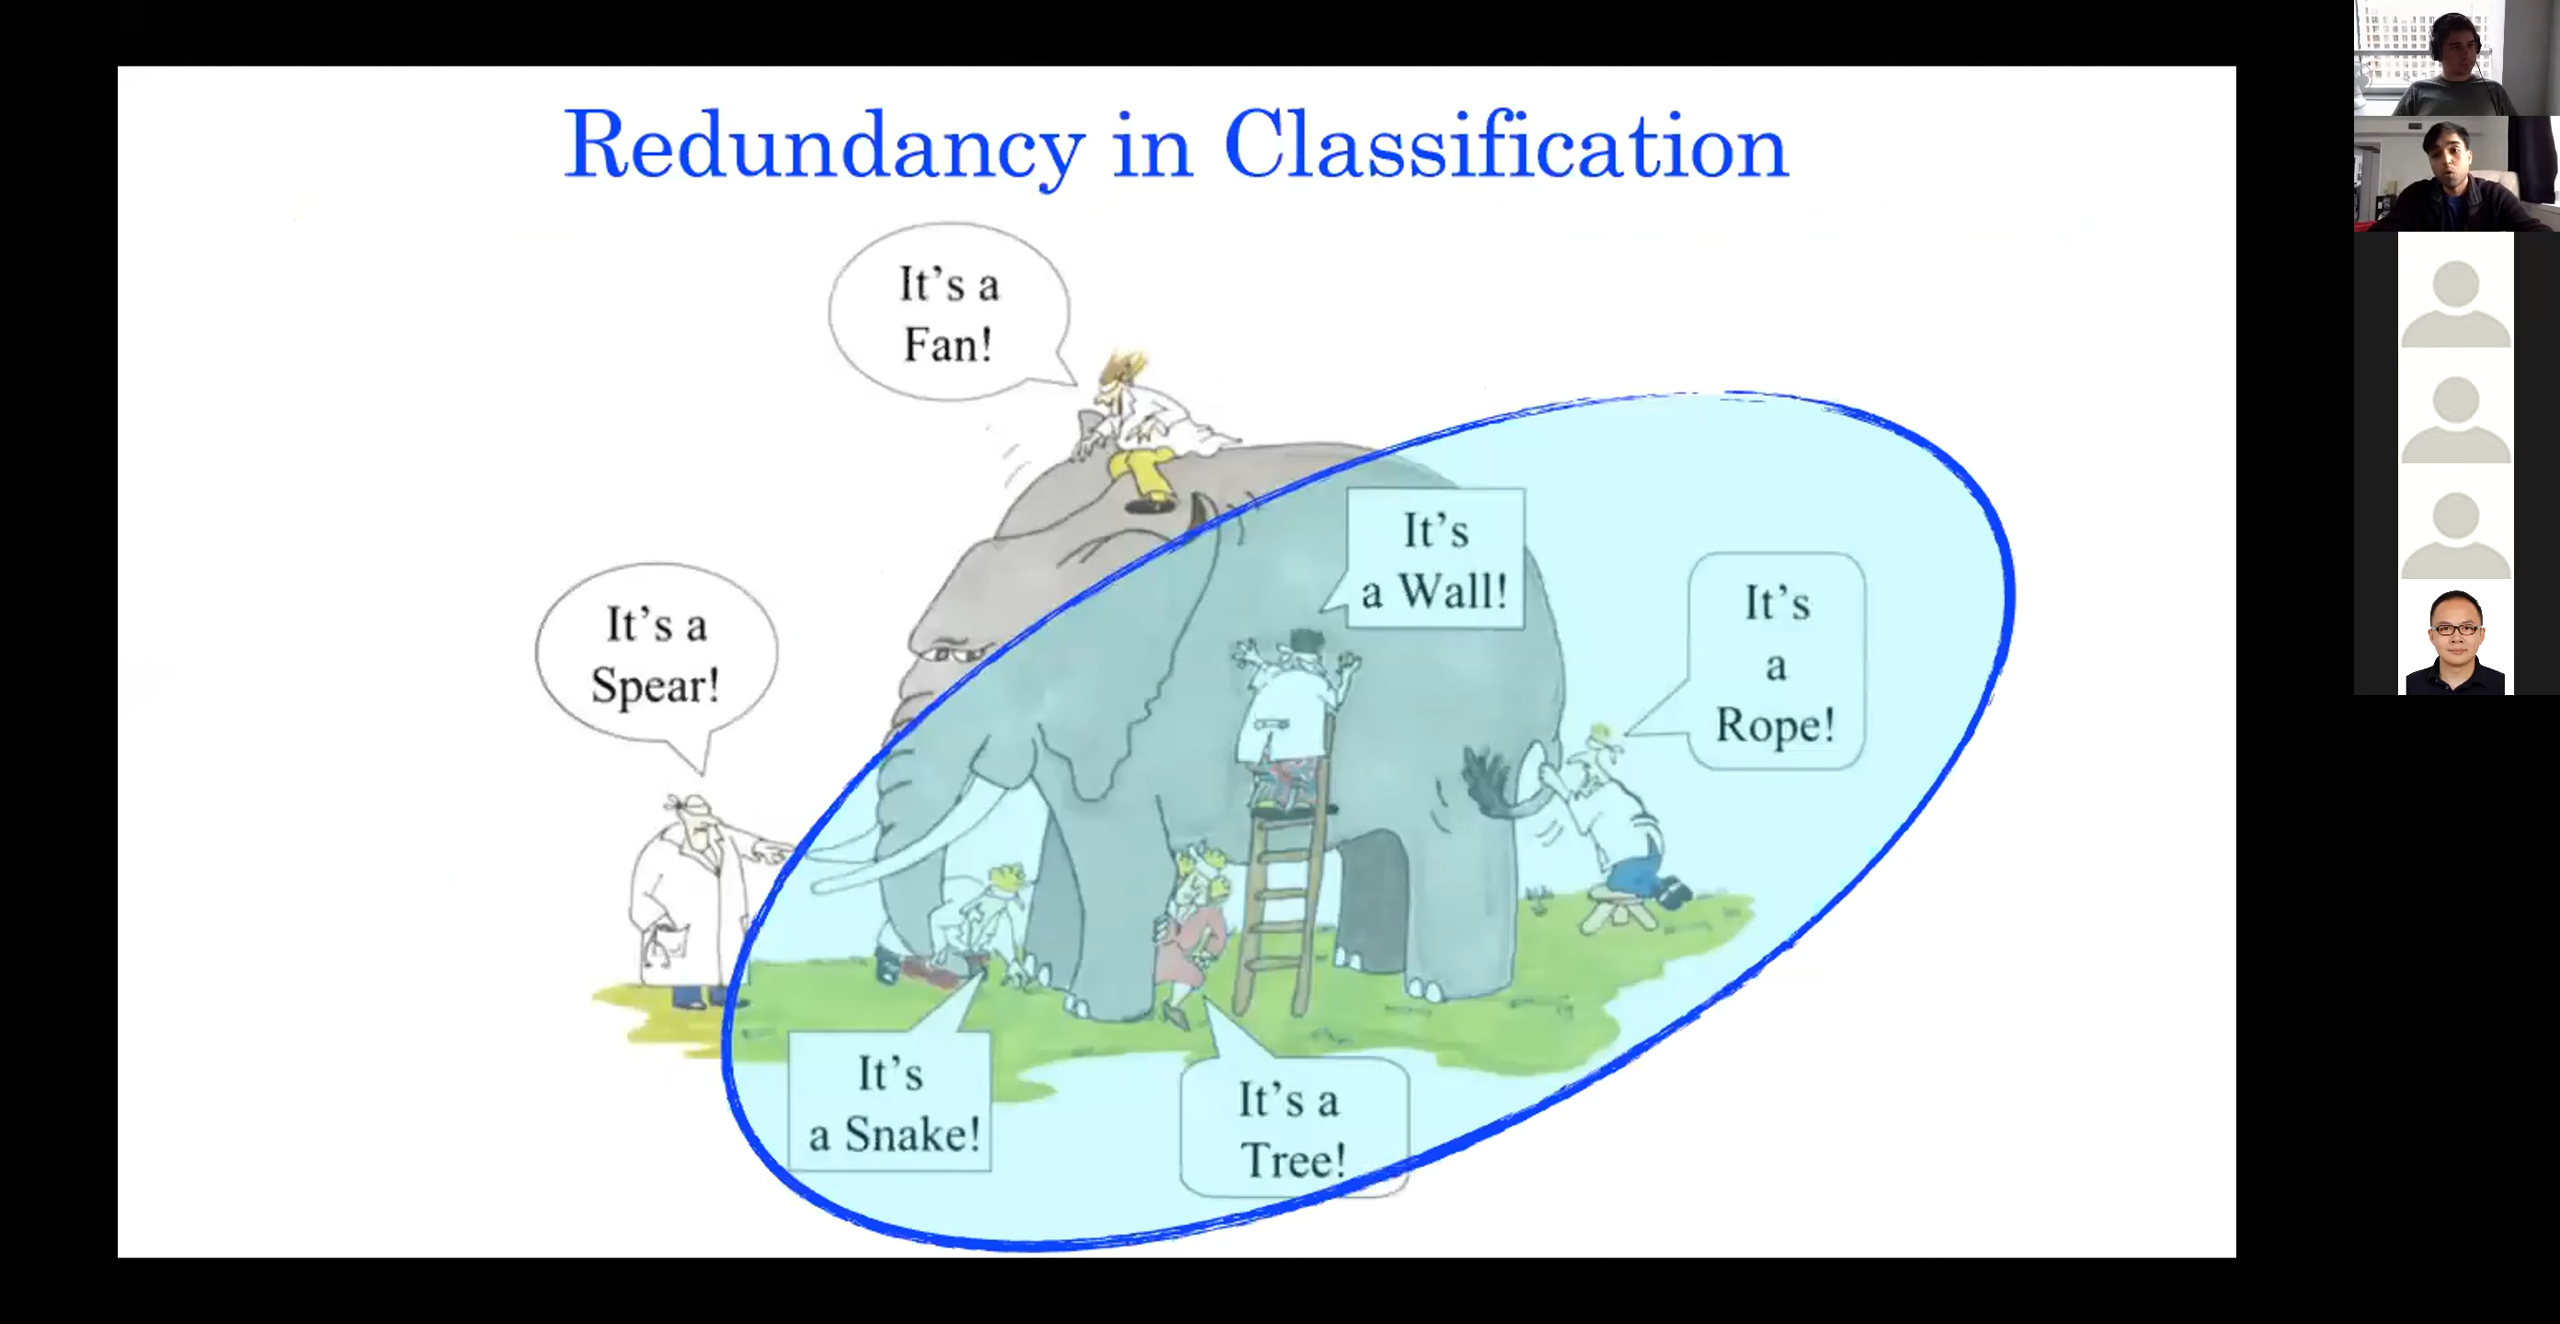 Redundancy in Classification
It's a
Fan!
It's
a Wall!
It's
a
Rope!
It's a
Spear!
It's
a Snake!
It's a
Tree!